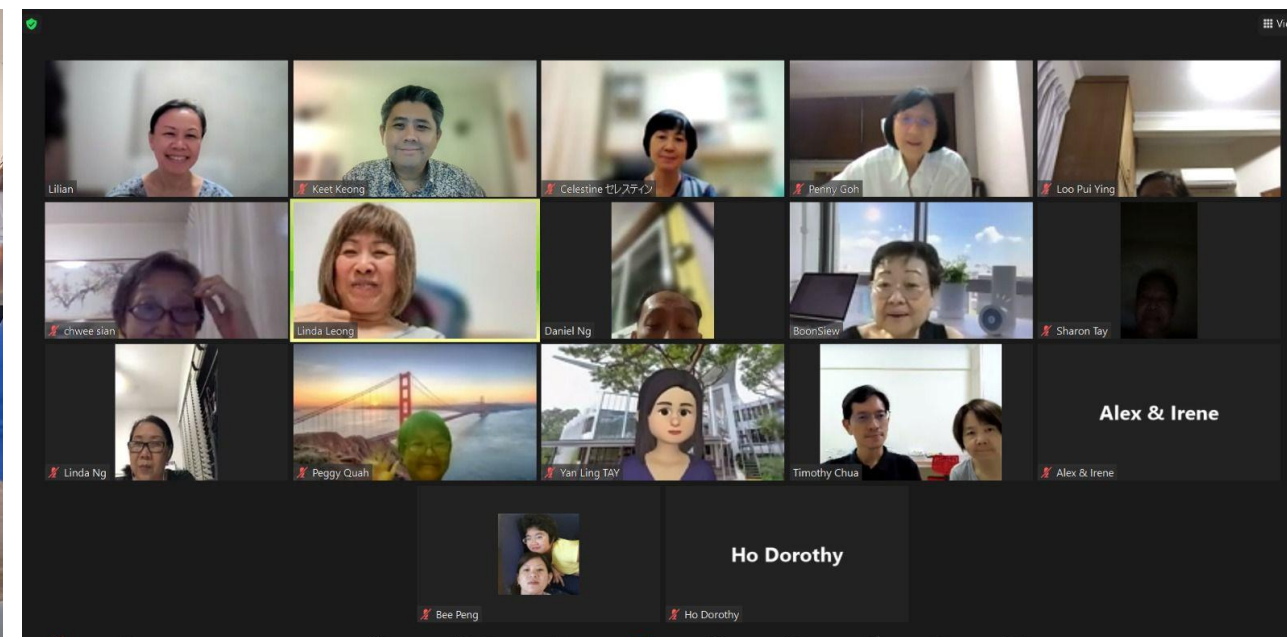 Vi
Lilian
Keet Keong
Celestine セレスティン
Penny Goh
Loo Pui Ying
chwee sian
Linda Leong
Daniel Ng
BoonSiew
Sharon Tay
Linda Ng
Peggy Quah
Yan Ling TAY
Timothy Chua
Alex & Irene
Alex & Irene
Bee Peng
Ho Dorothy
Ho Dorothy